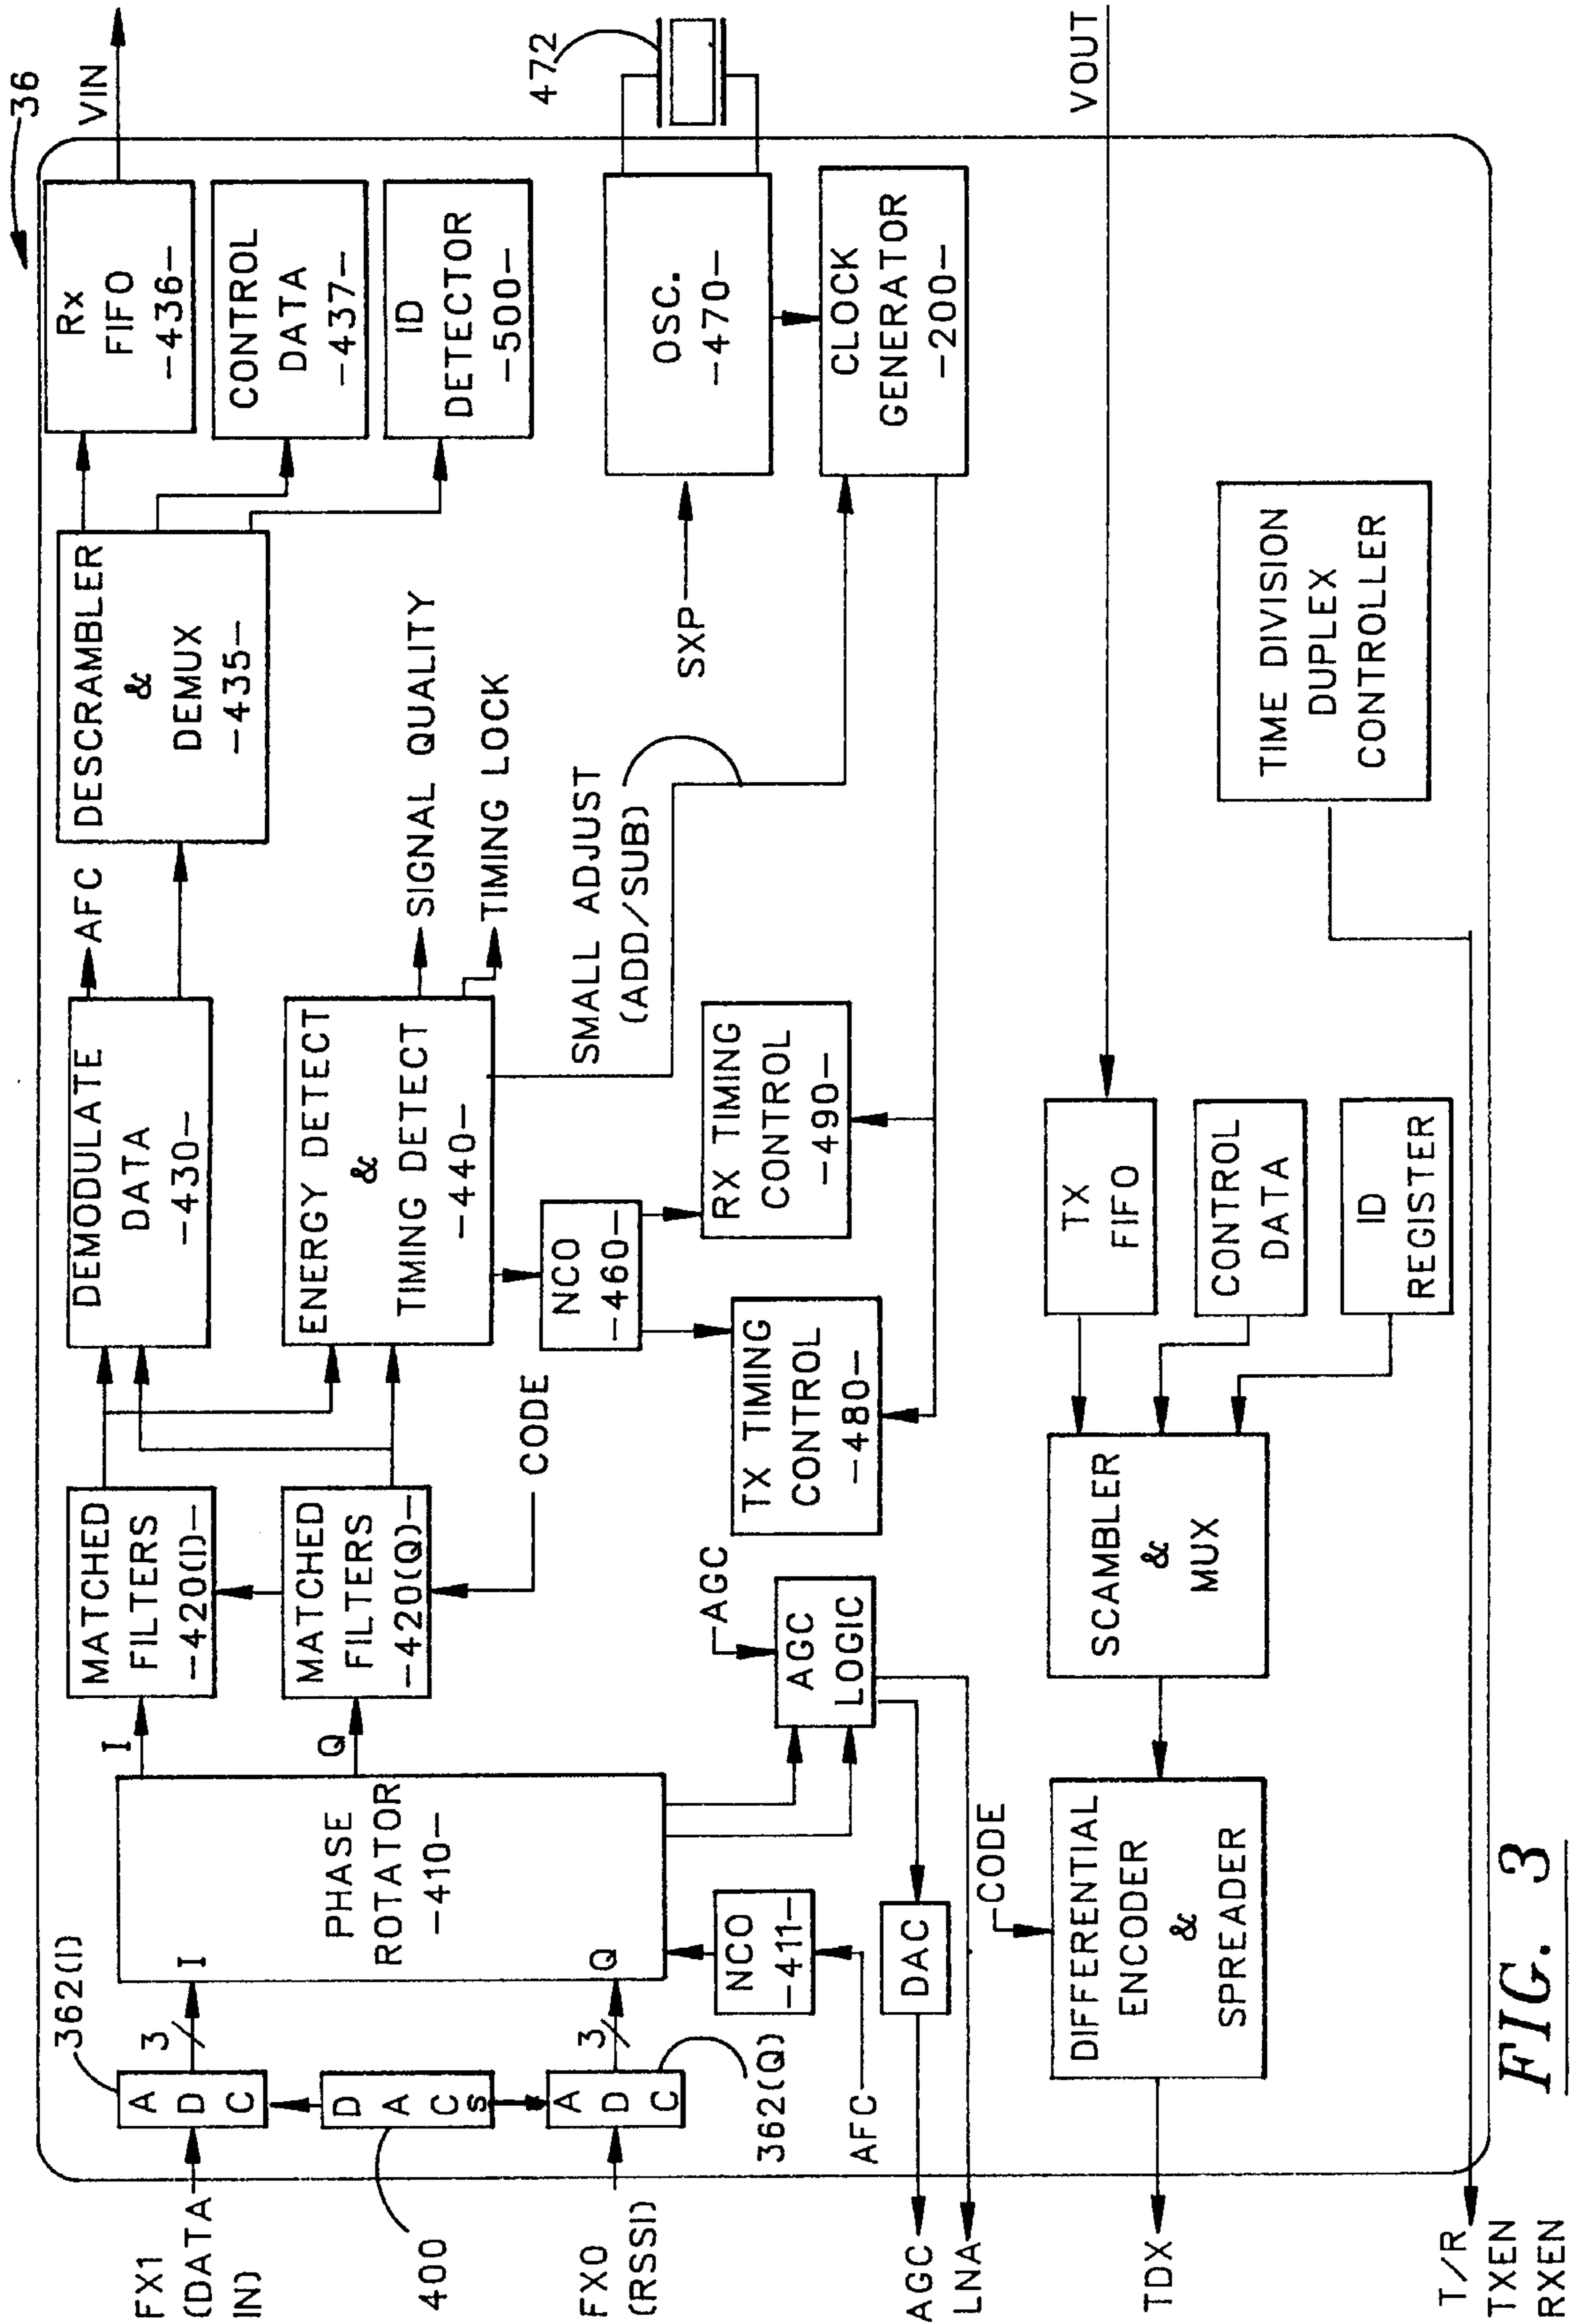 36
VIN
Rx
FIFO
-436-
CONTROL
DATA
-437-
ID
DETECTOR
-500-
472
OSC.
-470-
CLOCK
GENERATOR
-200-
VOUT
DESCRAMBLER
&
DEMUX
-435-
AFC
SIGNAL QUALITY
TIMING LOCK
SXP
SMALL ADJUST
(ADD/SUB)
TIME DIVISION
DUPLEX
CONTROLLER
DEMODULATE
DATA
-430-
ENERGY DETECT
&
TIMING DETECT
-440-
NCO
-460-
RX TIMING
CONTROL
-490-
TX TIMING
CONTROL
-480-
TX
FIFO
CONTROL
DATA
ID
REGISTER
MATCHED
FILTERS
-420(I)-
MATCHED
FILTERS
-420(Q)-
CODE
AGC
AGC
LOGIC
SCAMBLER
&
MUX
I
Q
PHASE
ROTATOR
-410-
I
Q
NCO
-411-
DAC
CODE
DIFFERENTIAL
ENCODER
&
SPREADER
362(I)
3
3
A
D
C
D
A
C
s
A
D
C
362(Q)
AFC
FX1
(DATA
IN)
400
FX0
(RSSI)
AGC
LNA
TDX
T/R
TXEN
RXEN
FIG. 3